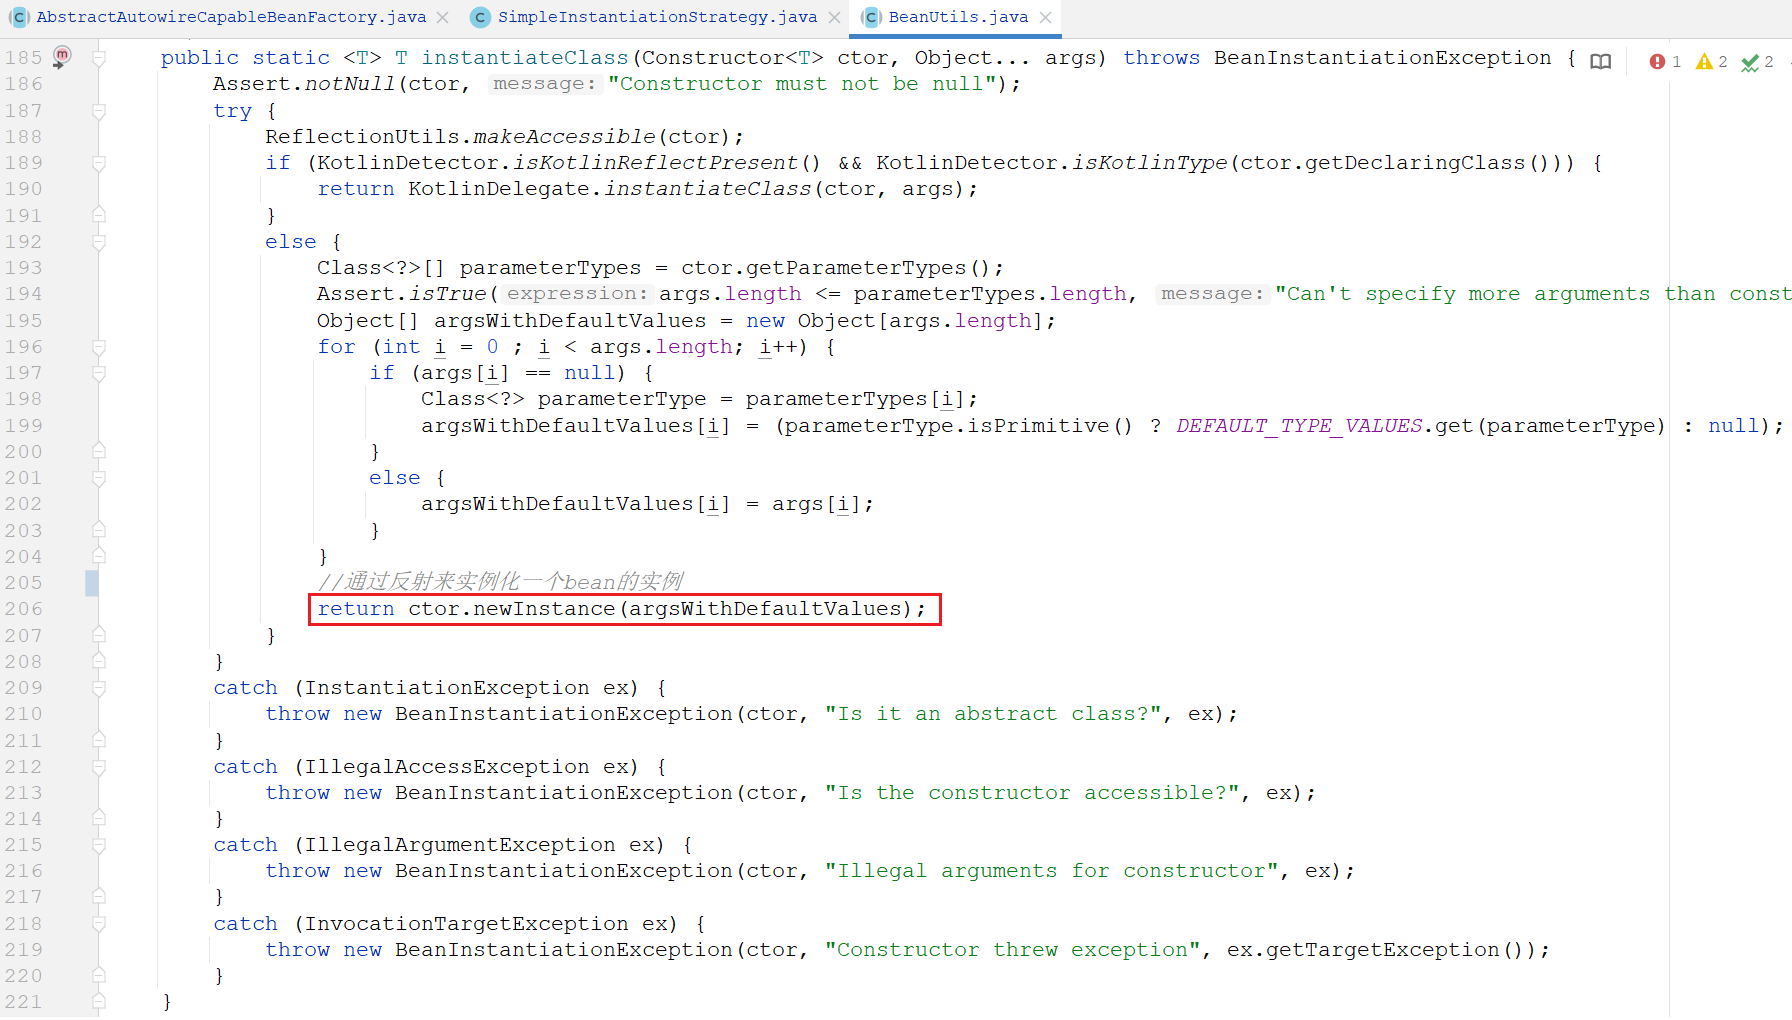 AbstractAutowireCapableBeanFactory.java SimpleInstantiationStrategy.java BeanUtils.java
185 public static <T> T instantiateClass(Constructor<T> ctor, Object... args) throws BeanInstantiationException { 1 2 2
186 Assert.notNull(ctor, message: "Constructor must not be null");
187 try {
188 ReflectionUtils.makeAccessible(ctor);
189 if (KotlinDetector.isKotlinReflectPresent() && KotlinDetector.isKotlinType(ctor.getDeclaringClass())) {
190 return KotlinDelegate.instantiateClass(ctor, args);
191 }
192 else {
193 Class<?>[] parameterTypes = ctor.getParameterTypes();
194 Assert.isTrue( expression: args.length <= parameterTypes.length, message: "Can't specify more arguments than const
195 Object[] argsWithDefaultValues = new Object[args.length];
196 for (int i = 0 ; i < args.length; i++) {
197 if (args[i] == null) {
198 Class<?> parameterType = parameterTypes[i];
199 argsWithDefaultValues[i] = (parameterType.isPrimitive() ? DEFAULT_TYPE_VALUES.get(parameterType) : null);
200 }
201 else {
202 argsWithDefaultValues[i] = args[i];
203 }
204 }
205 //通过反射来实例化一个bean的实例
206 return ctor.newInstance(argsWithDefaultValues);
207 }
208 }
209 catch (InstantiationException ex) {
210 throw new BeanInstantiationException(ctor, "Is it an abstract class?", ex);
211 }
212 catch (IllegalAccessException ex) {
213 throw new BeanInstantiationException(ctor, "Is the constructor accessible?", ex);
214 }
215 catch (IllegalArgumentException ex) {
216 throw new BeanInstantiationException(ctor, "Illegal arguments for constructor", ex);
217 }
218 catch (InvocationTargetException ex) {
219 throw new BeanInstantiationException(ctor, "Constructor threw exception", ex.getTargetException());
220 }
221 }